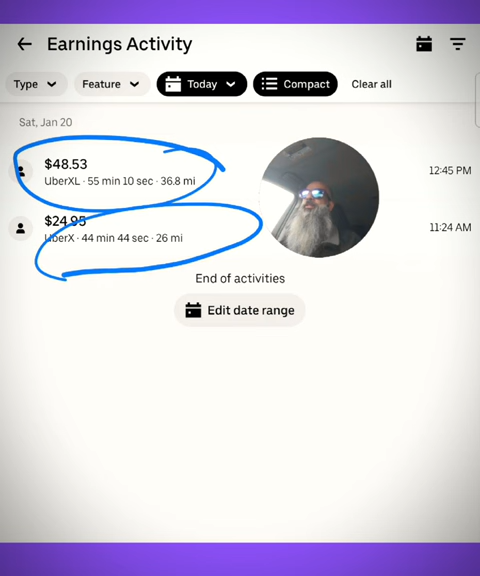 Earnings Activity
Type Feature Today Compact Clear all
Sat, Jan 20
$48.53
UberXL · 55 min 10 sec · 36.8 mi
12:45 PM
$24.95
UberX · 44 min 44 sec · 26 mi
11:24 AM
End of activities
Edit date range